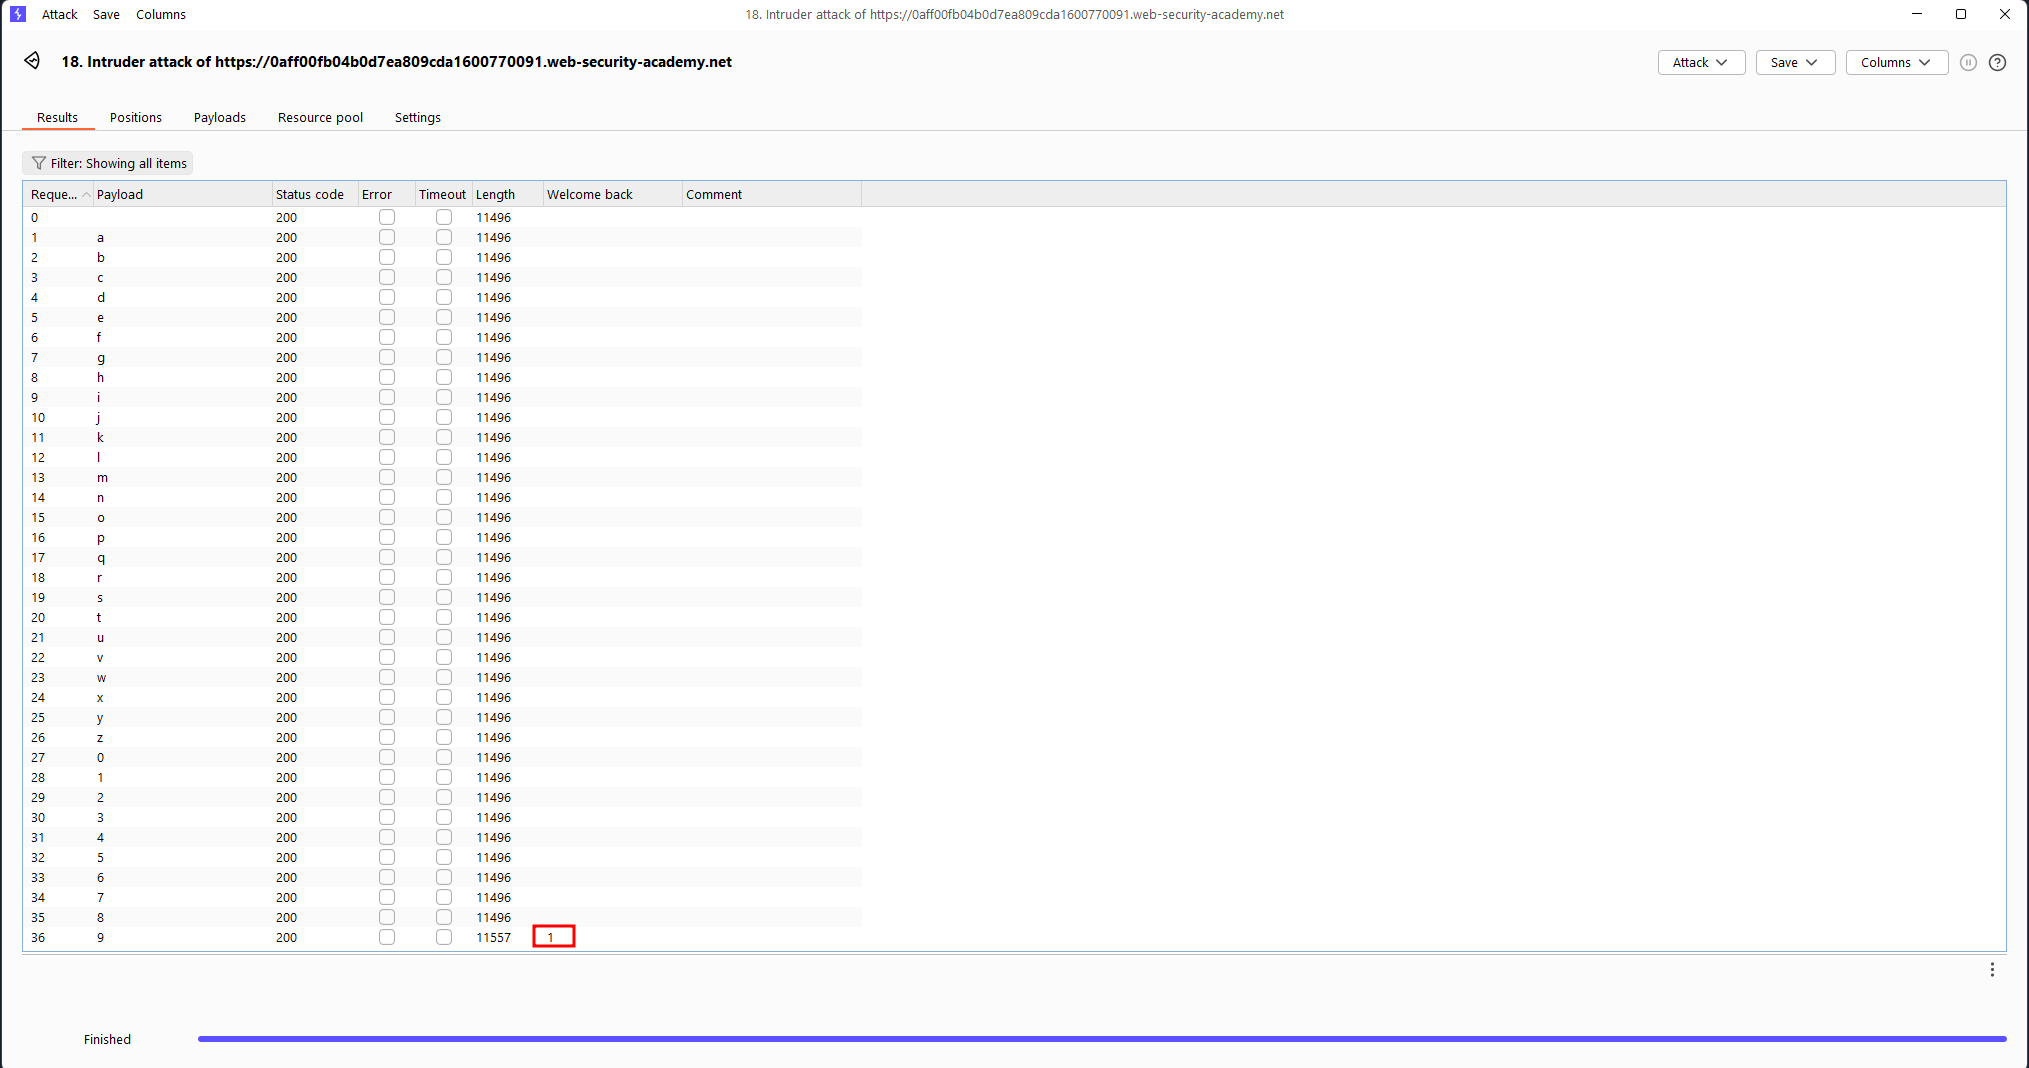 Attack Save Columns 18. Intruder attack of https://0aff00fb04b0d7ea809cda1600770091.web-security-academy.net
18. Intruder attack of https://0aff00fb04b0d7ea809cda1600770091.web-security-academy.net Attack Save Columns
Results Positions Payloads Resource pool Settings
Filter: Showing all items
Reque... Payload Status code Error Timeout Length Welcome back Comment
0 200 11496
1 a 200 11496
2 b 200 11496
3 c 200 11496
4 d 200 11496
5 e 200 11496
6 f 200 11496
7 g 200 11496
8 h 200 11496
9 i 200 11496
10 j 200 11496
11 k 200 11496
12 l 200 11496
13 m 200 11496
14 n 200 11496
15 o 200 11496
16 p 200 11496
17 q 200 11496
18 r 200 11496
19 s 200 11496
20 t 200 11496
21 u 200 11496
22 v 200 11496
23 w 200 11496
24 x 200 11496
25 y 200 11496
26 z 200 11496
27 0 200 11496
28 1 200 11496
29 2 200 11496
30 3 200 11496
31 4 200 11496
32 5 200 11496
33 6 200 11496
34 7 200 11496
35 8 200 11496
36 9 200 11557 1
Finished